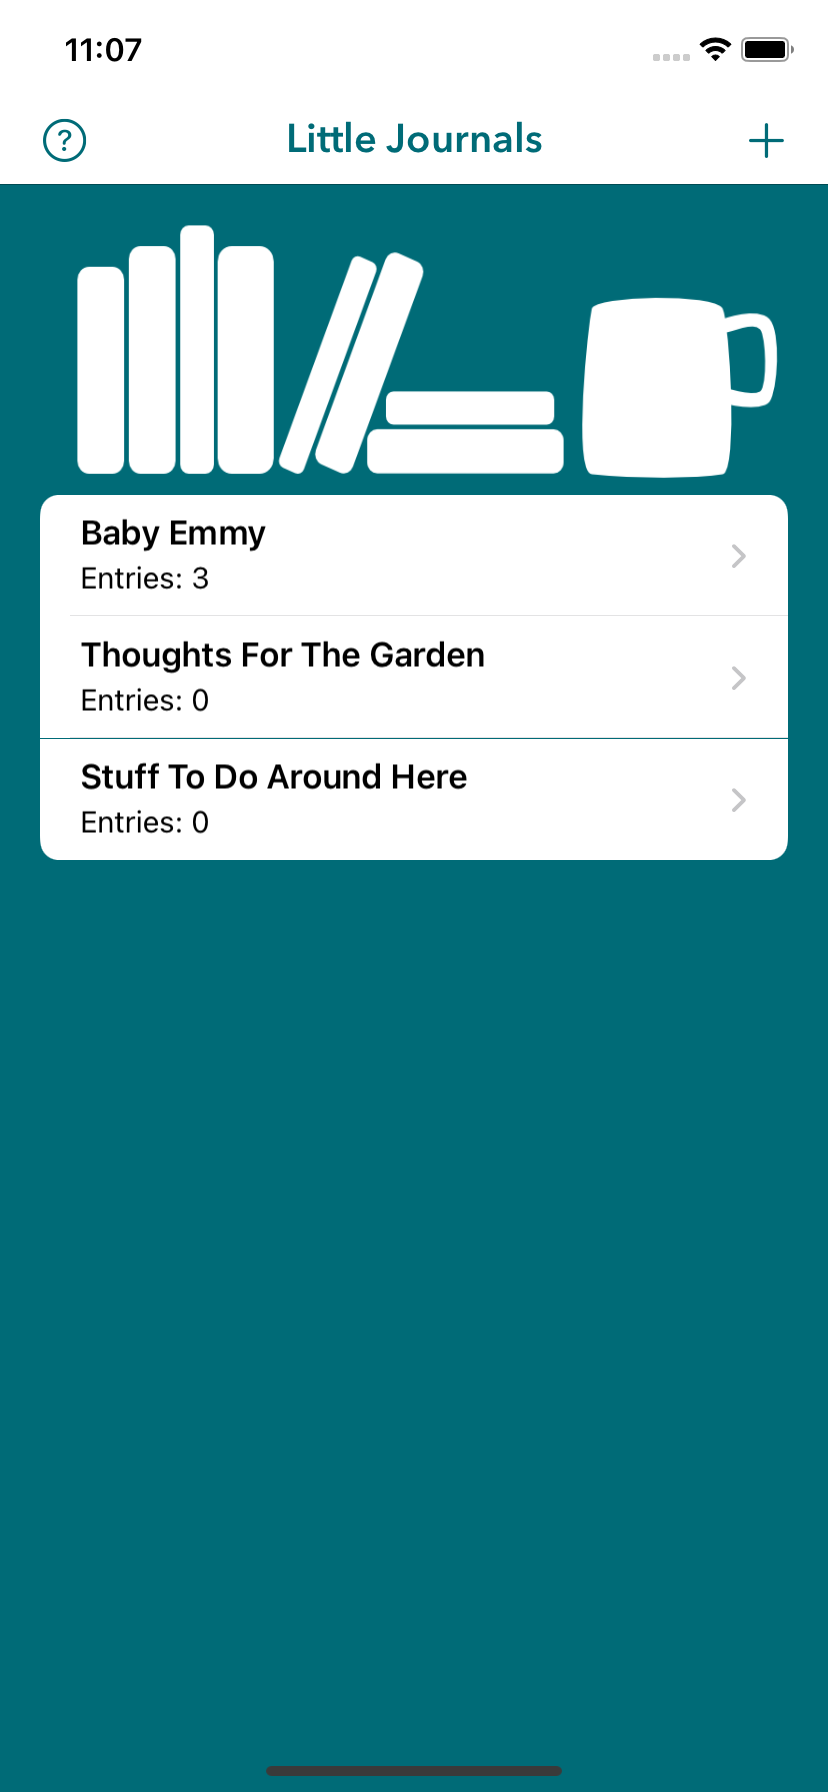 11:07
?
Little Journals
Baby Emmy
Entries: 3
Thoughts For The Garden
Entries: 0
Stuff To Do Around Here
Entries: 0